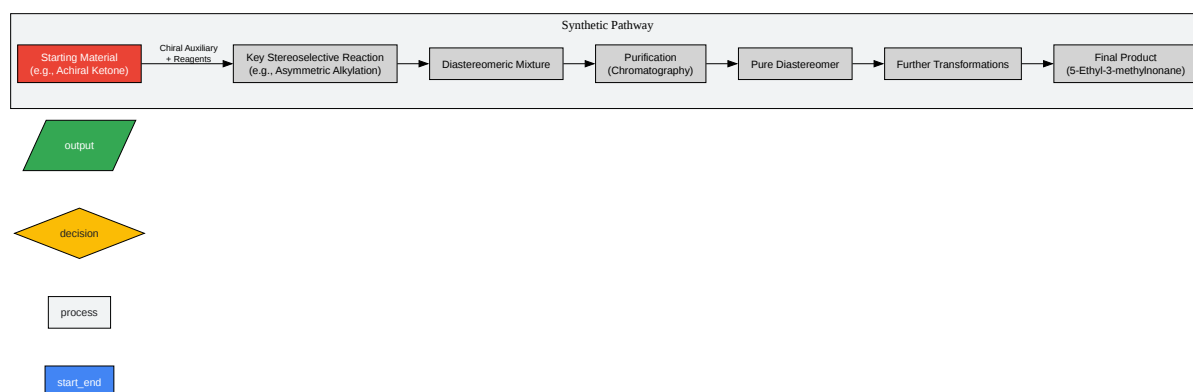 Synthetic Pathway
Starting Material
(e.g., Achiral Ketone)
Chiral Auxiliary
+ Reagents
Key Stereoselective Reaction
(e.g., Asymmetric Alkylation)
Diastereomeric Mixture
Purification
(Chromatography)
Pure Diastereomer
Further Transformations
Final Product
(5-Ethyl-3-methylnonane)
output
decision
process
start_end